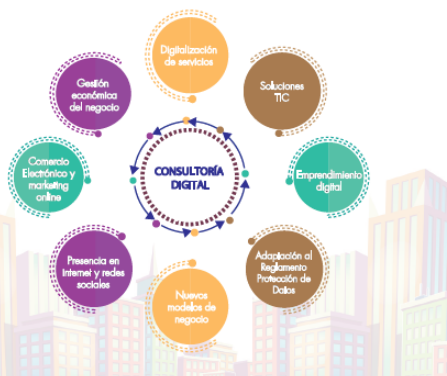 Digitalización
de servicios
Soluciones
TIC
Emprendimiento
digital
Adaptación al
Reglamento
Protección de
Datos
Nuevos
modelos de
negocio
Presencia en
Internet y redes
sociales
Comercio
Electrónico y
marketing
online
Gestión
económica
del negocio
CONSULTORÍA
DIGITAL